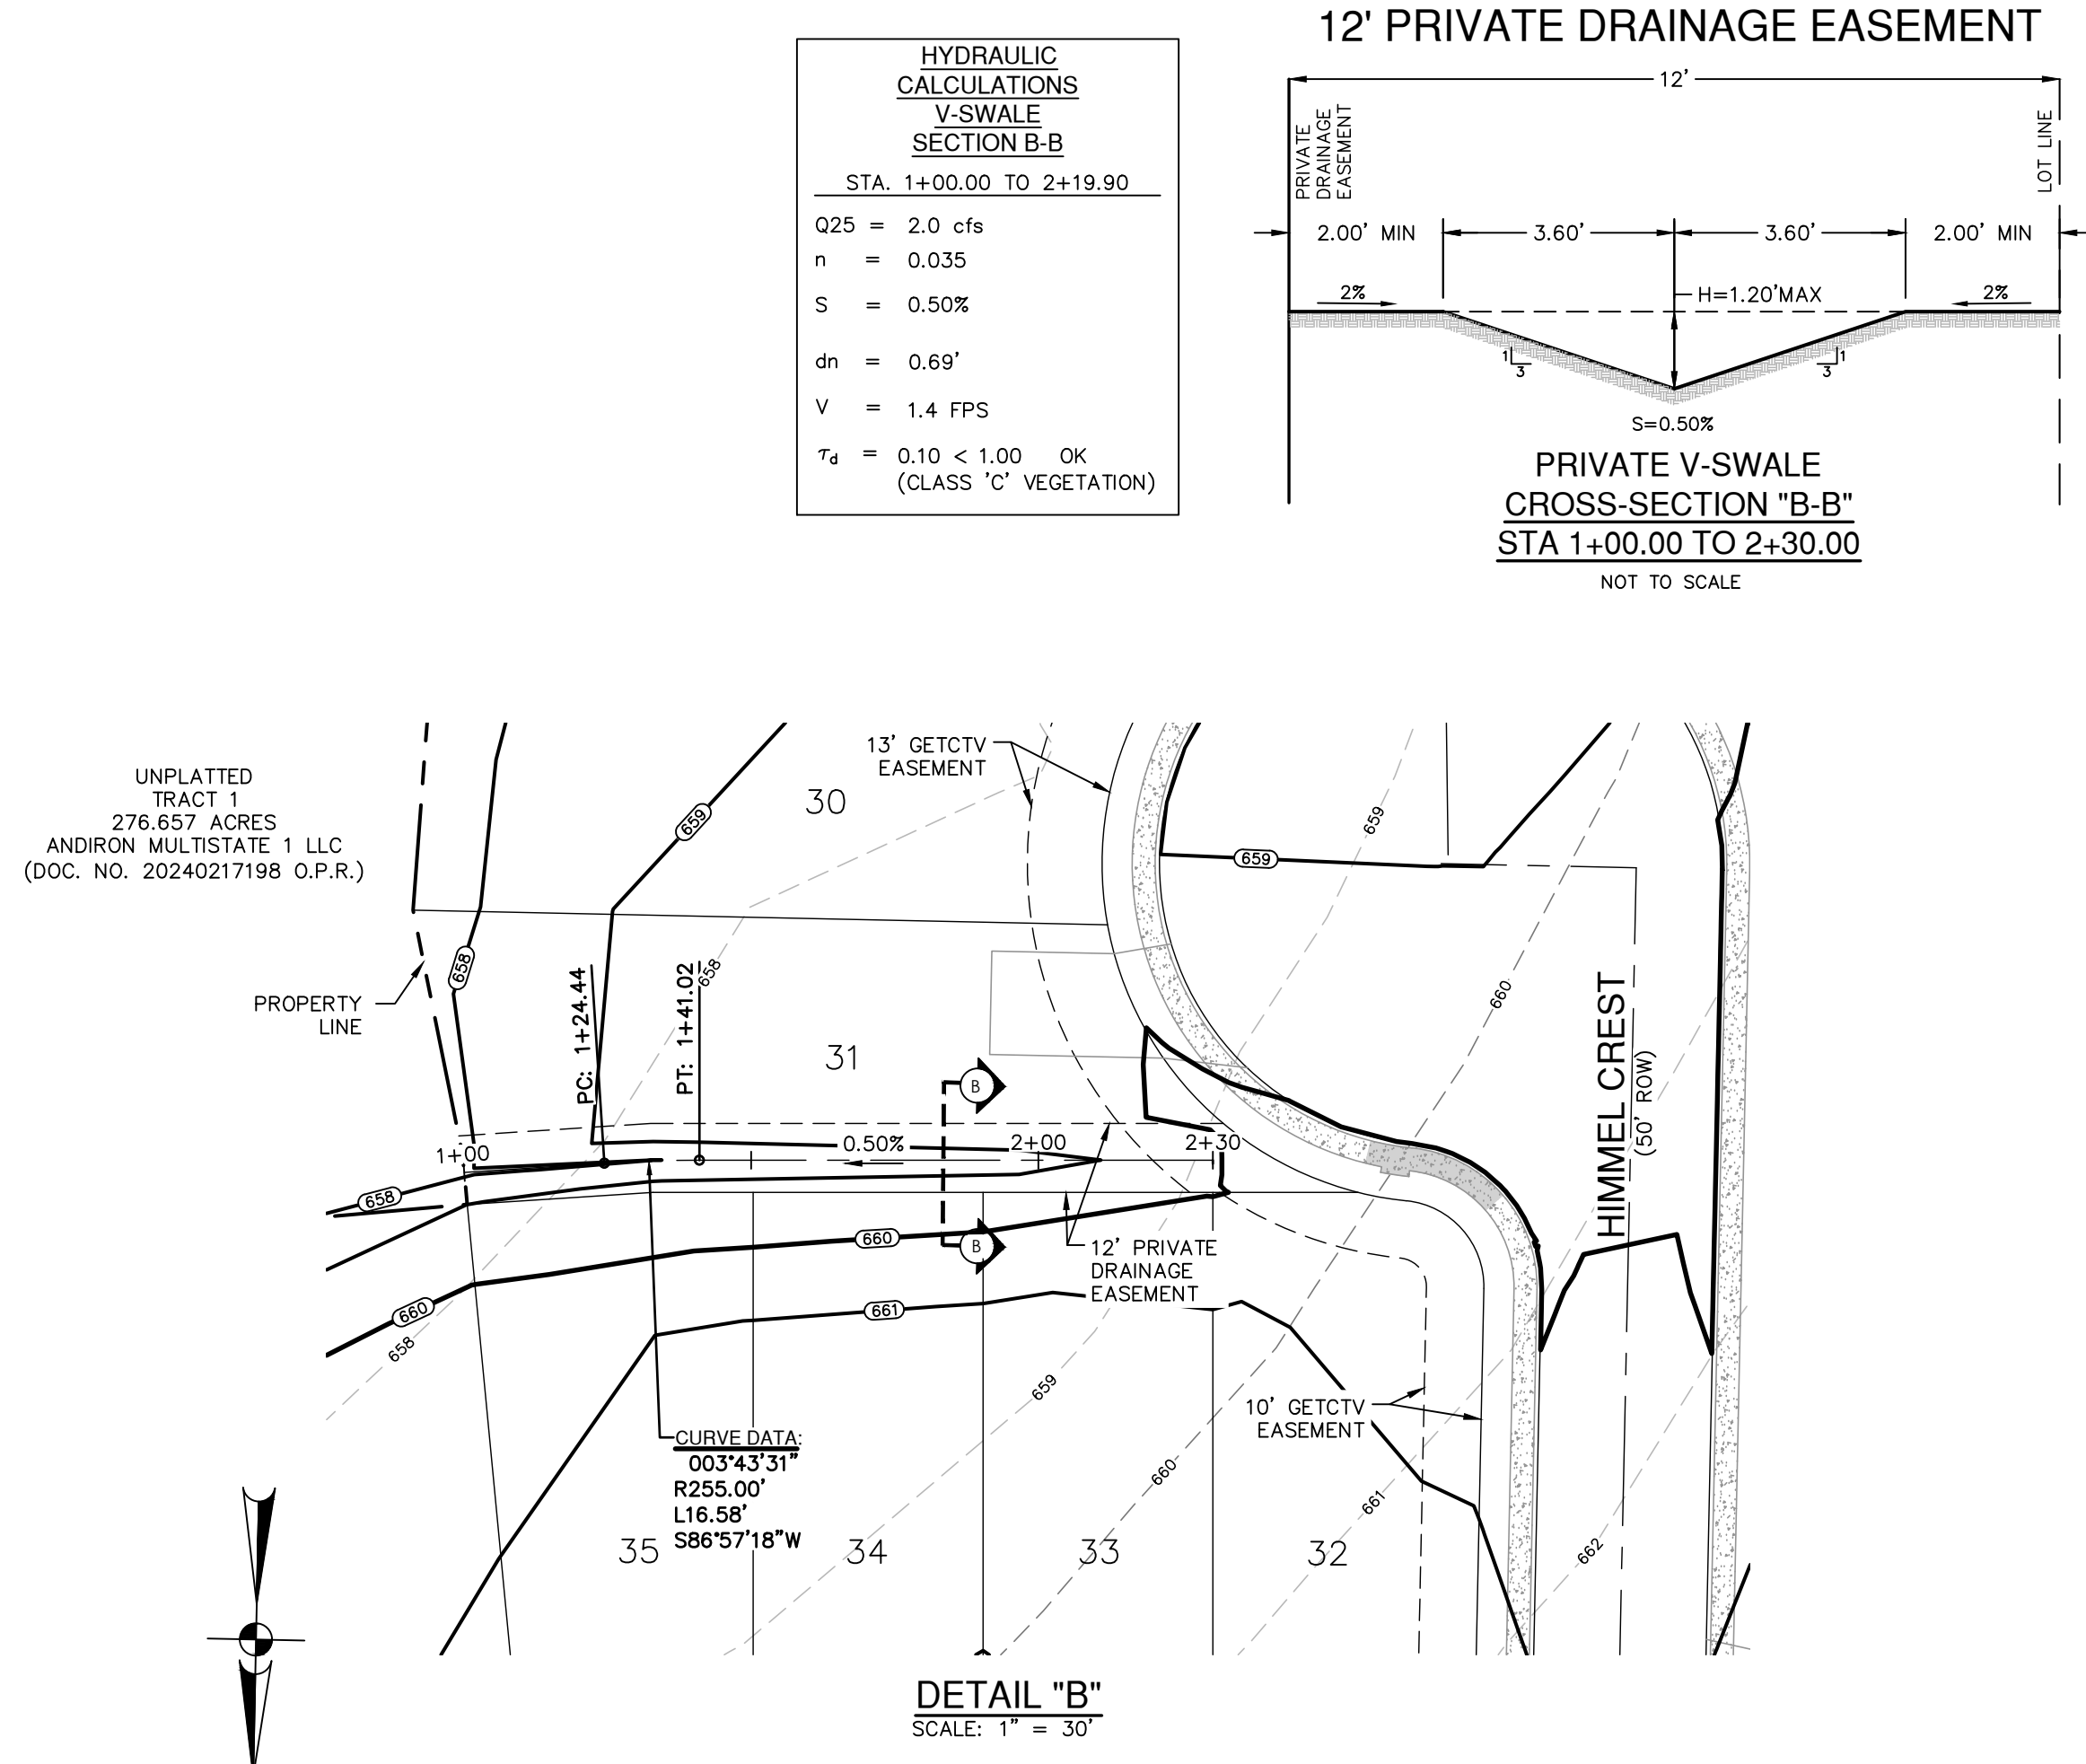 12' PRIVATE DRAINAGE EASEMENT
HYDRAULIC
CALCULATIONS
V-SWALE
SECTION B-B
STA. 1+00.00 TO 2+19.90
Q25 = 2.0 cfs
n = 0.035
S = 0.50%
dn = 0.69'
V = 1.4 FPS
τd = 0.10 < 1.00 OK
(CLASS 'C' VEGETATION)
12'
PRIVATE
DRAINAGE
EASEMENT
LOT LINE
2.00' MIN
3.60'
3.60'
2.00' MIN
2%
H=1.20'MAX
2%
1
3
1
3
S=0.50%
PRIVATE V-SWALE
CROSS-SECTION "B-B"
STA 1+00.00 TO 2+30.00
NOT TO SCALE
UNPLATTED
TRACT 1
276.657 ACRES
ANDIRON MULTISTATE 1 LLC
(DOC. NO. 20240217198 O.P.R.)
13' GETCTV
EASEMENT
30
659
659
659
658
658
PROPERTY
LINE
PC: 1+24.44
PT: 1+41.02
31
B
660
HIMMEL CREST
(50' ROW)
1+00
0.50%
2+00
2+30
658
660
B
12' PRIVATE
DRAINAGE
EASEMENT
660
661
658
659
10' GETCTV
EASEMENT
CURVE DATA:
003°43'31"
R255.00'
L16.58'
S86°57'18"W
660
661
662
35
34
33
32
DETAIL "B"
SCALE: 1" = 30'